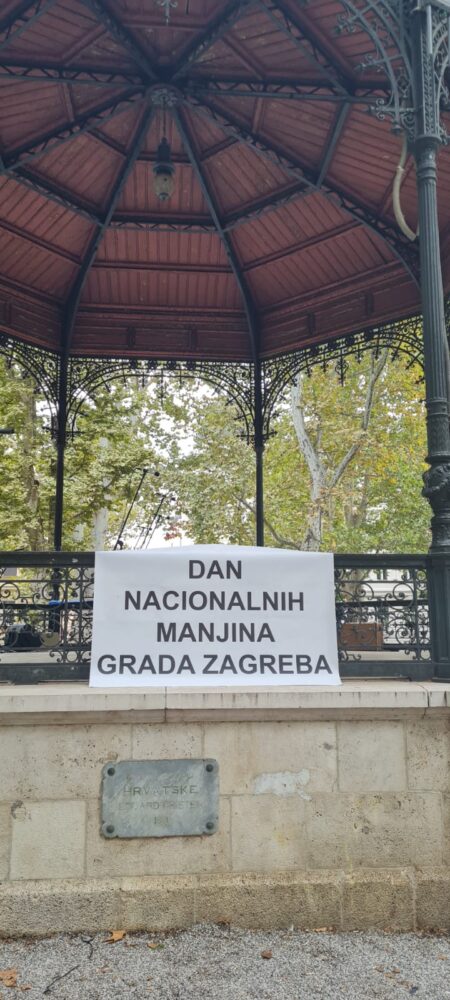 DAN
NACIONALNIH
MANJINA
GRADA ZAGREBA
HRVATSKE